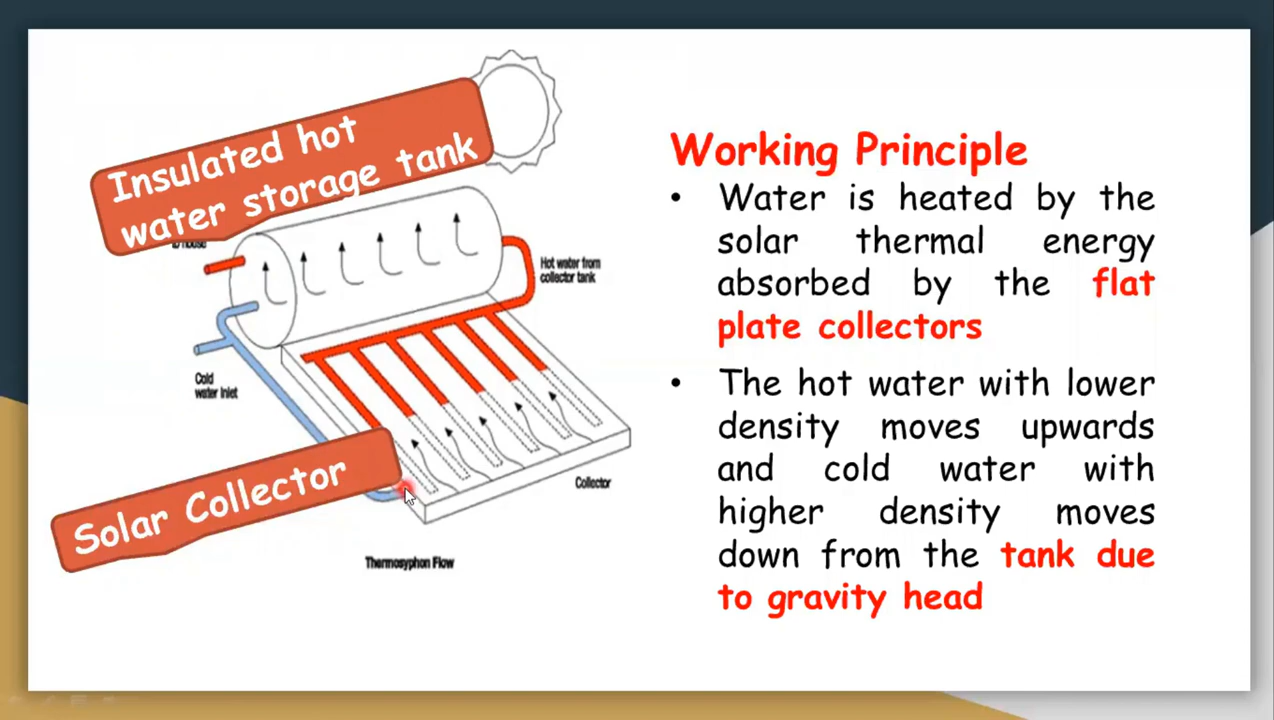 Insulated hot
water storage tank
house
Hot water from
collector tank
Cold
water inlet
Solar Collector
Collector
Thermosyphon Flow
Working Principle
• Water is heated by the
solar thermal energy
absorbed by the flat
plate collectors
• The hot water with lower
density moves upwards
and cold water with
higher density moves
down from the tank due
to gravity head